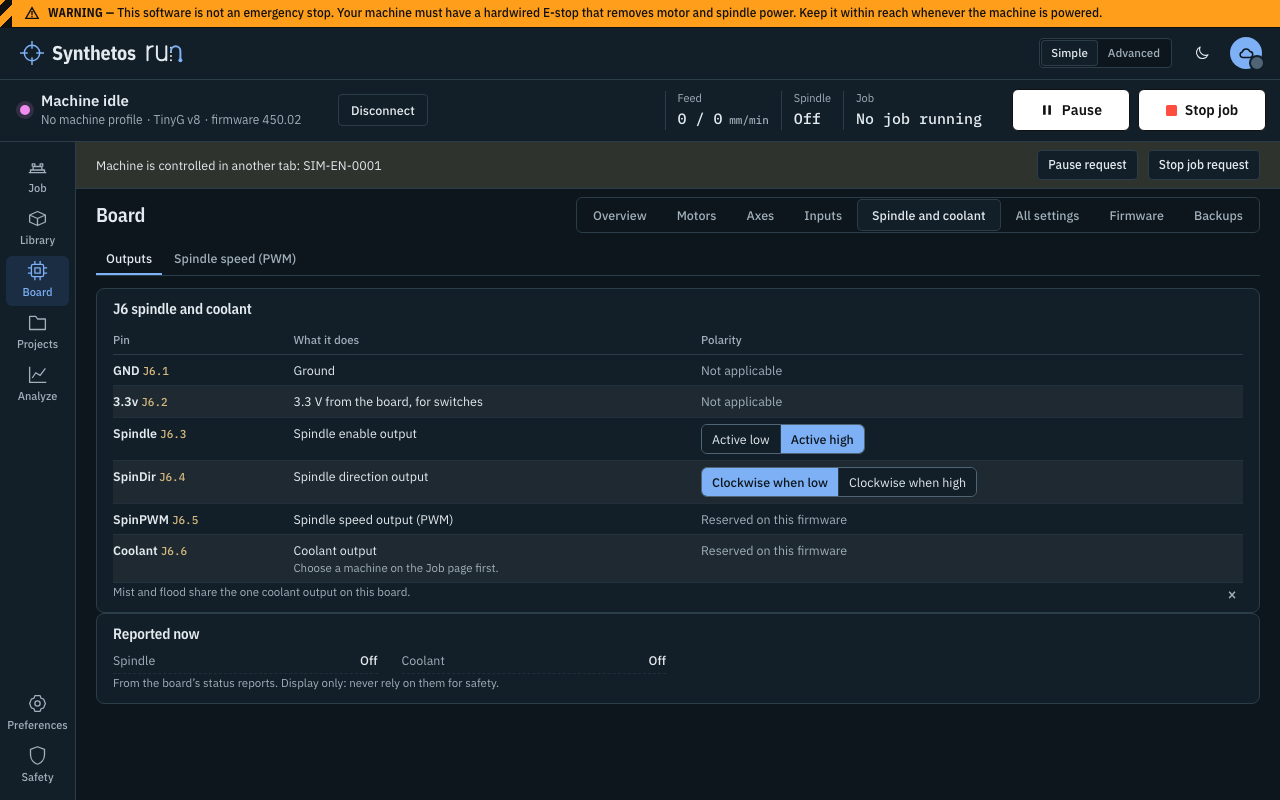 WARNING — This software is not an emergency stop. Your machine must have a hardwired E-stop that removes motor and spindle power. Keep it within reach whenever the machine is powered.
Synthetos run
Simple Advanced
Machine idle
No machine profile · TinyG v8 · firmware 450.02
Disconnect
Feed
0 / 0 mm/min
Spindle
Off
Job
No job running
Pause
Stop job
Machine is controlled in another tab: SIM-EN-0001
Pause request
Stop job request
Job
Library
Board
Projects
Analyze
Preferences
Safety
Board
Overview Motors Axes Inputs Spindle and coolant All settings Firmware Backups
Outputs Spindle speed (PWM)
J6 spindle and coolant
Pin What it does Polarity
GND J6.1 Ground Not applicable
3.3v J6.2 3.3 V from the board, for switches Not applicable
Spindle J6.3 Spindle enable output Active low Active high
SpinDir J6.4 Spindle direction output Clockwise when low Clockwise when high
SpinPWM J6.5 Spindle speed output (PWM) Reserved on this firmware
Coolant J6.6 Coolant output Reserved on this firmware
Choose a machine on the Job page first.
Mist and flood share the one coolant output on this board. ×
Reported now
Spindle Off Coolant Off
From the board's status reports. Display only: never rely on them for safety.